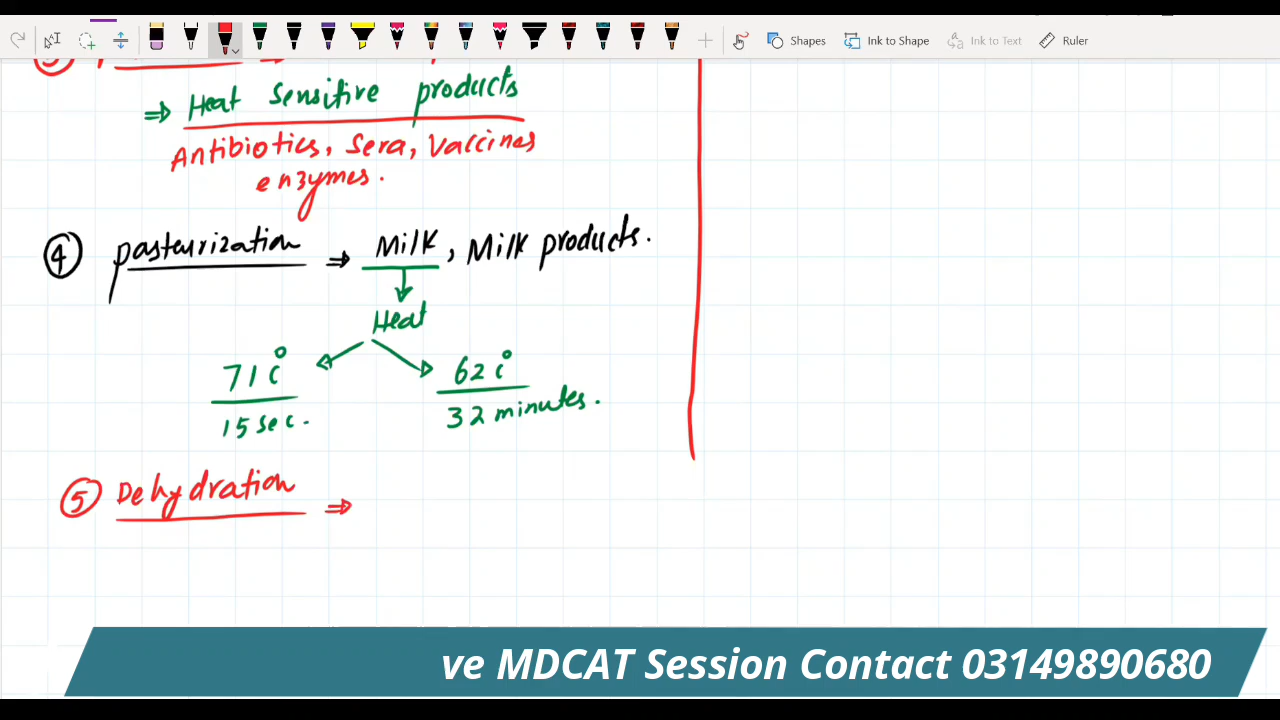 Shapes
Ink to Shape
Ink to Text
Ruler
③
⇒ Heat Sensitive products
Antibiotics, Sera, Vaccines
enzymes.
④ pasteurization ⇒ Milk, Milk products.
Heat
71 c° 62 c°
15 sec. 32 minutes.
⑤ Dehydration ⇒
ve MDCAT Session Contact 03149890680